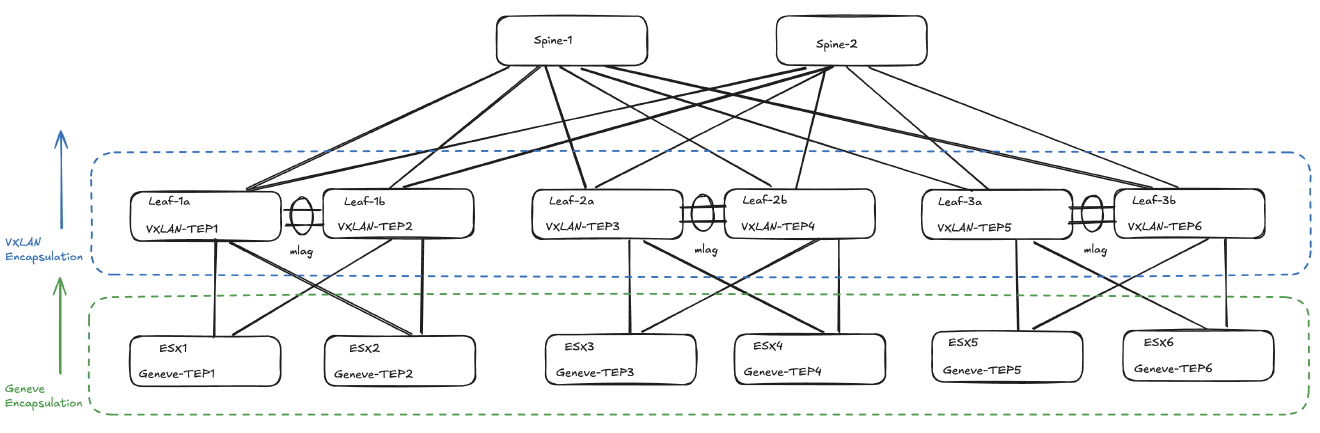 Spine-1
Spine-2
Leaf-1a
VXLAN-TEP1
Leaf-1b
VXLAN-TEP2
mlag
Leaf-2a
VXLAN-TEP3
Leaf-2b
VXLAN-TEP4
mlag
Leaf-3a
VXLAN-TEP5
Leaf-3b
VXLAN-TEP6
mlag
VXLAN
Encapsulation
ESX1
Geneve-TEP1
ESX2
Geneve-TEP2
ESX3
Geneve-TEP3
ESX4
Geneve-TEP4
ESX5
Geneve-TEP5
ESX6
Geneve-TEP6
Geneve
Encapsulation